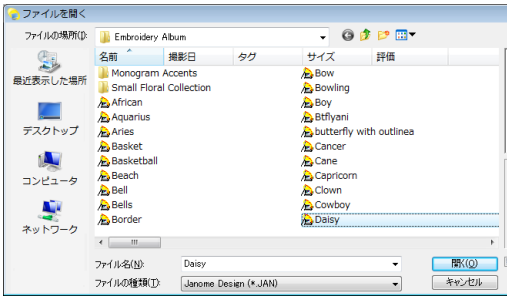 ファイルを開く
ファイルの場所(I): Embroidery Album
名前 撮影日 タグ サイズ 評価
最近表示した場所
デスクトップ
コンピュータ
ネットワーク
Monogram Accents
Small Floral Collection
African
Aquarius
Aries
Basket
Basketball
Beach
Bell
Bells
Border
Bow
Bowling
Boy
Btflyani
butterfly with outlinea
Cancer
Cane
Capricorn
Clown
Cowboy
Daisy
ファイル名(N): Daisy 開く(O)
ファイルの種類(T): Janome Design (*.JAN) キャンセル